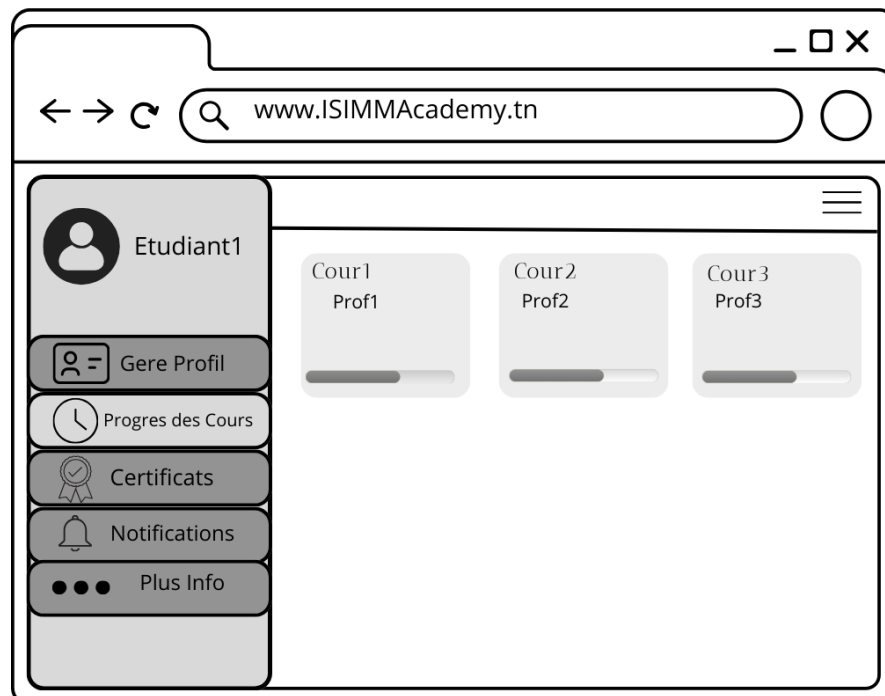 www.ISIMMAcademy.tn
Etudiant1
Gere Profil
Progres des Cours
Certificats
Notifications
Plus Info
Cour1
Prof1
Cour2
Prof2
Cour3
Prof3